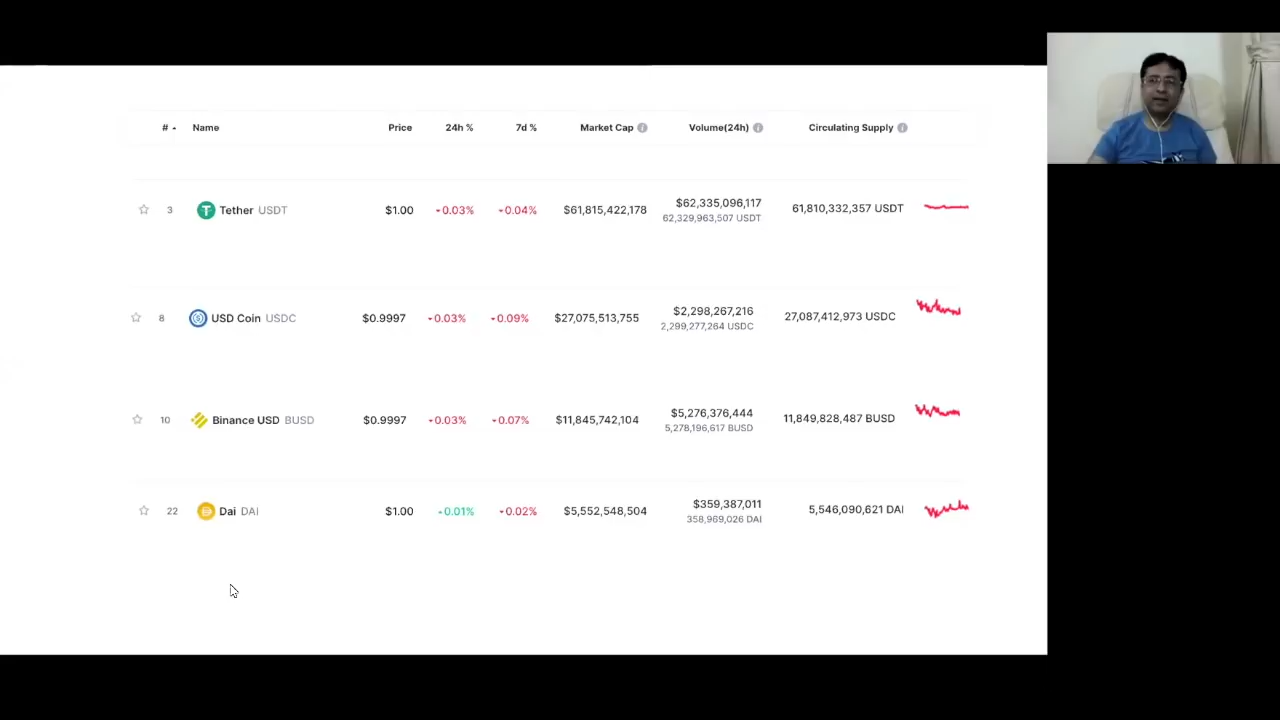 # Name Price 24h % 7d % Market Cap Volume(24h) Circulating Supply
3 Tether USDT $1.00 0.03% 0.04% $61,815,422,178 $62,335,096,117 61,810,332,357 USDT
62,329,963,507 USDT
8 USD Coin USDC $0.9997 0.03% 0.09% $27,075,513,755 $2,298,267,216 27,087,412,973 USDC
2,299,277,264 USDC
10 Binance USD BUSD $0.9997 0.03% 0.07% $11,845,742,104 $5,276,376,444 11,849,828,487 BUSD
5,278,196,617 BUSD
22 Dai DAI $1.00 0.01% 0.02% $5,552,548,504 $359,387,011 5,546,090,621 DAI
358,969,026 DAI